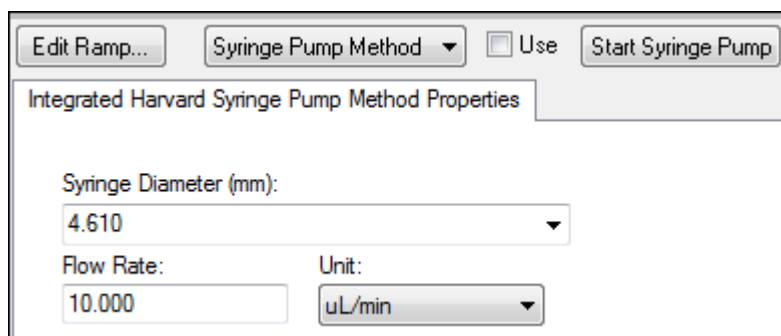 Edit Ramp... Syringe Pump Method Use Start Syringe Pump
Integrated Harvard Syringe Pump Method Properties
Syringe Diameter (mm):
4.610
Flow Rate: Unit:
10.000 uL/min